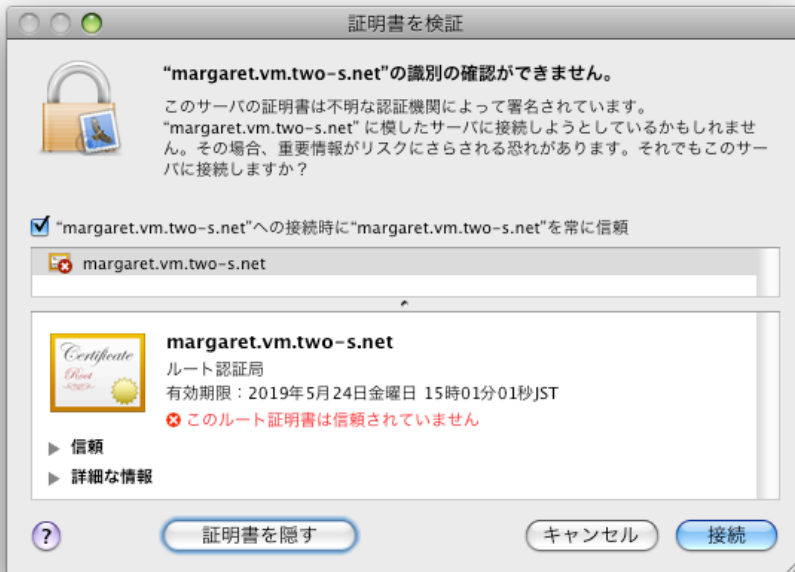 証明書を検証
“margaret.vm.two-s.net”の識別の確認ができません。
このサーバの証明書は不明な認証機関によって署名されています。
“margaret.vm.two-s.net” に模したサーバに接続しようとしているかもしれませ
ん。その場合、重要情報がリスクにさらされる恐れがあります。それでもこのサー
バに接続しますか？
“margaret.vm.two-s.net”への接続時に“margaret.vm.two-s.net”を常に信頼
margaret.vm.two-s.net
Certificate
Root
margaret.vm.two-s.net
ルート認証局
有効期限：2019年5月24日金曜日 15時01分01秒JST
このルート証明書は信頼されていません
信頼
詳細な情報
?
証明書を隠す
キャンセル
接続